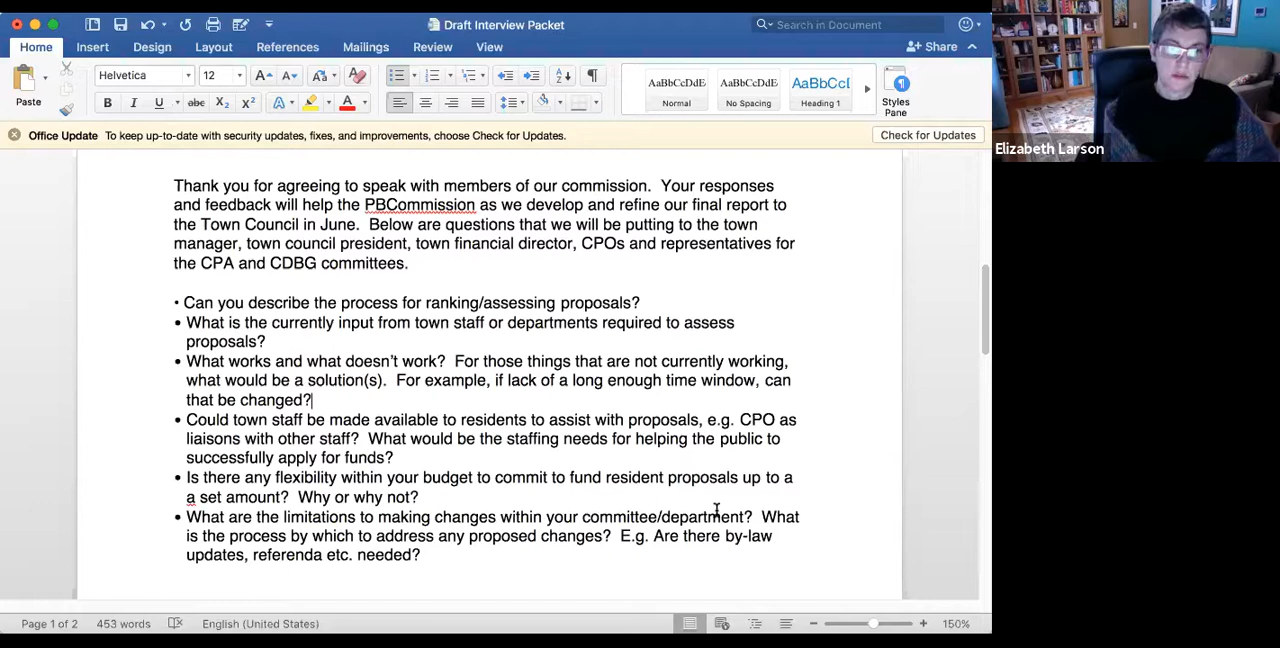 Draft Interview Packet
Search in Document
Home Insert Design Layout References Mailings Review View Share
Paste Helvetica 12 AaBbCcDdE AaBbCcDdE AaBbCcI
Normal No Spacing Heading 1 Styles Pane
Office Update To keep up-to-date with security updates, fixes, and improvements, choose Check for Updates. Check for Updates
Elizabeth Larson
Thank you for agreeing to speak with members of our commission. Your responses
and feedback will help the PBCommission as we develop and refine our final report to
the Town Council in June. Below are questions that we will be putting to the town
manager, town council president, town financial director, CPOs and representatives for
the CPA and CDBG committees.
• Can you describe the process for ranking/assessing proposals?
• What is the currently input from town staff or departments required to assess
proposals?
• What works and what doesn't work? For those things that are not currently working,
what would be a solution(s). For example, if lack of a long enough time window, can
that be changed?
• Could town staff be made available to residents to assist with proposals, e.g. CPO as
liaisons with other staff? What would be the staffing needs for helping the public to
successfully apply for funds?
• Is there any flexibility within your budget to commit to fund resident proposals up to a
a set amount? Why or why not?
• What are the limitations to making changes within your committee/department? What
is the process by which to address any proposed changes? E.g. Are there by-law
updates, referenda etc. needed?
Page 1 of 2 453 words English (United States) 150%